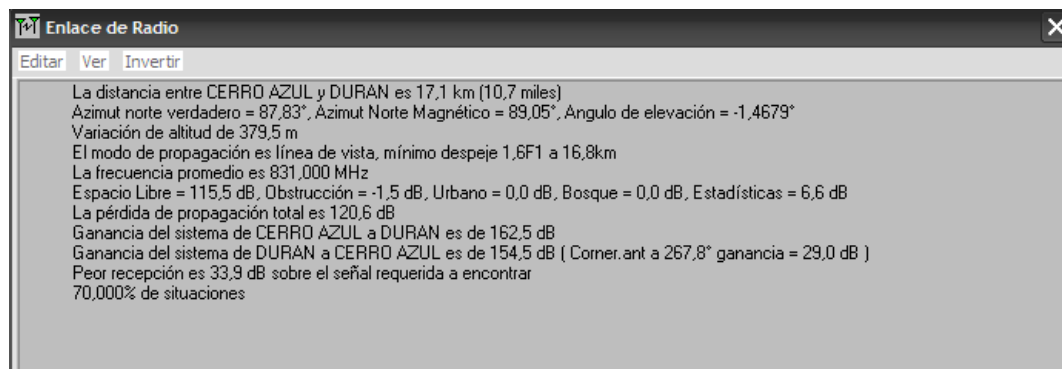 Enlace de Radio
Editar Ver Invertir
La distancia entre CERRO AZUL y DURAN es 17,1 km (10,7 miles)
Azimut norte verdadero = 87,83°, Azimut Norte Magnético = 89,05°, Angulo de elevación = -1,4679°
Variación de altitud de 379,5 m
El modo de propagación es línea de vista, mínimo despeje 1,6F1 a 16,8km
La frecuencia promedio es 831,000 MHz
Espacio Libre = 115,5 dB, Obstrucción = -1,5 dB, Urbano = 0,0 dB, Bosque = 0,0 dB, Estadísticas = 6,6 dB
La pérdida de propagación total es 120,6 dB
Ganancia del sistema de CERRO AZUL a DURAN es de 162,5 dB
Ganancia del sistema de DURAN a CERRO AZUL es de 154,5 dB ( Corner.ant a 267,8° ganancia = 29,0 dB )
Peor recepción es 33,9 dB sobre el señal requerida a encontrar
70,000% de situaciones